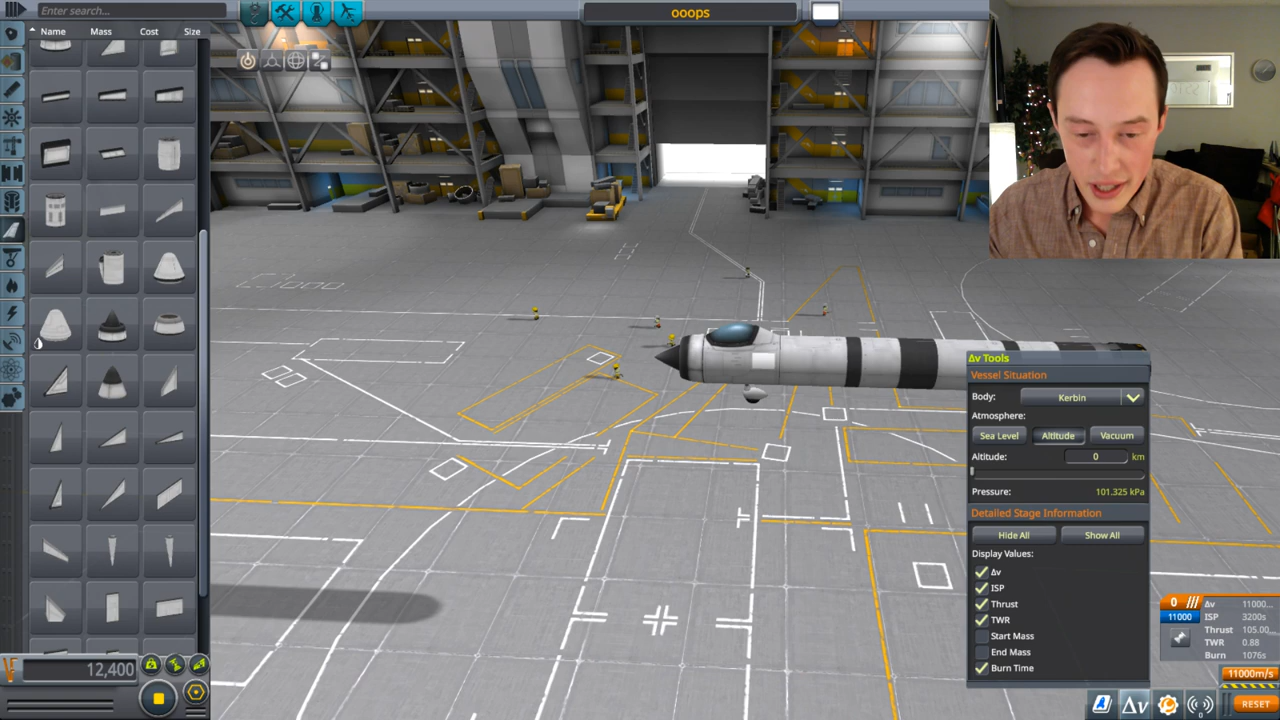 Enter search...
ooops
Name Mass Cost Size
Δv Tools
Vessel Situation
Body: Kerbin
Atmosphere:
Sea Level Altitude Vacuum
Altitude: 0 km
Pressure: 101.325 kPa
Detailed Stage Information
Hide All Show All
Display Values:
Δv
ISP
Thrust
TWR
Start Mass
End Mass
Burn Time
0 Δv 11000...
11000 ISP 3200s
Thrust 105.00...
TWR 0.88
Burn 1076s
11000m/s
12,400
Δv 0 RESET